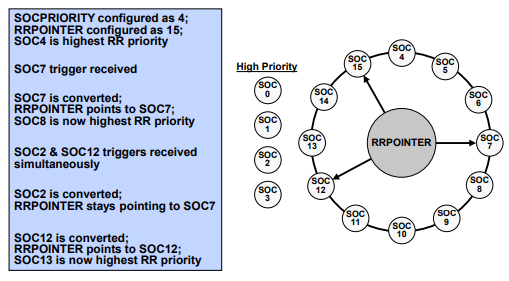 SOCPRIORITY configured as 4;
RRPOINTER configured as 15;
SOC4 is highest RR priority
SOC7 trigger received
SOC7 is converted;
RRPOINTER points to SOC7;
SOC8 is now highest RR priority
SOC2 & SOC12 triggers received
simultaneously
SOC2 is converted;
RRPOINTER stays pointing to SOC7
SOC12 is converted;
RRPOINTER points to SOC12;
SOC13 is now highest RR priority
High Priority
SOC
0
SOC
1
SOC
2
SOC
3
SOC
4
SOC
5
SOC
6
SOC
7
SOC
8
SOC
9
SOC
10
SOC
11
SOC
12
SOC
13
SOC
14
SOC
15
RRPOINTER